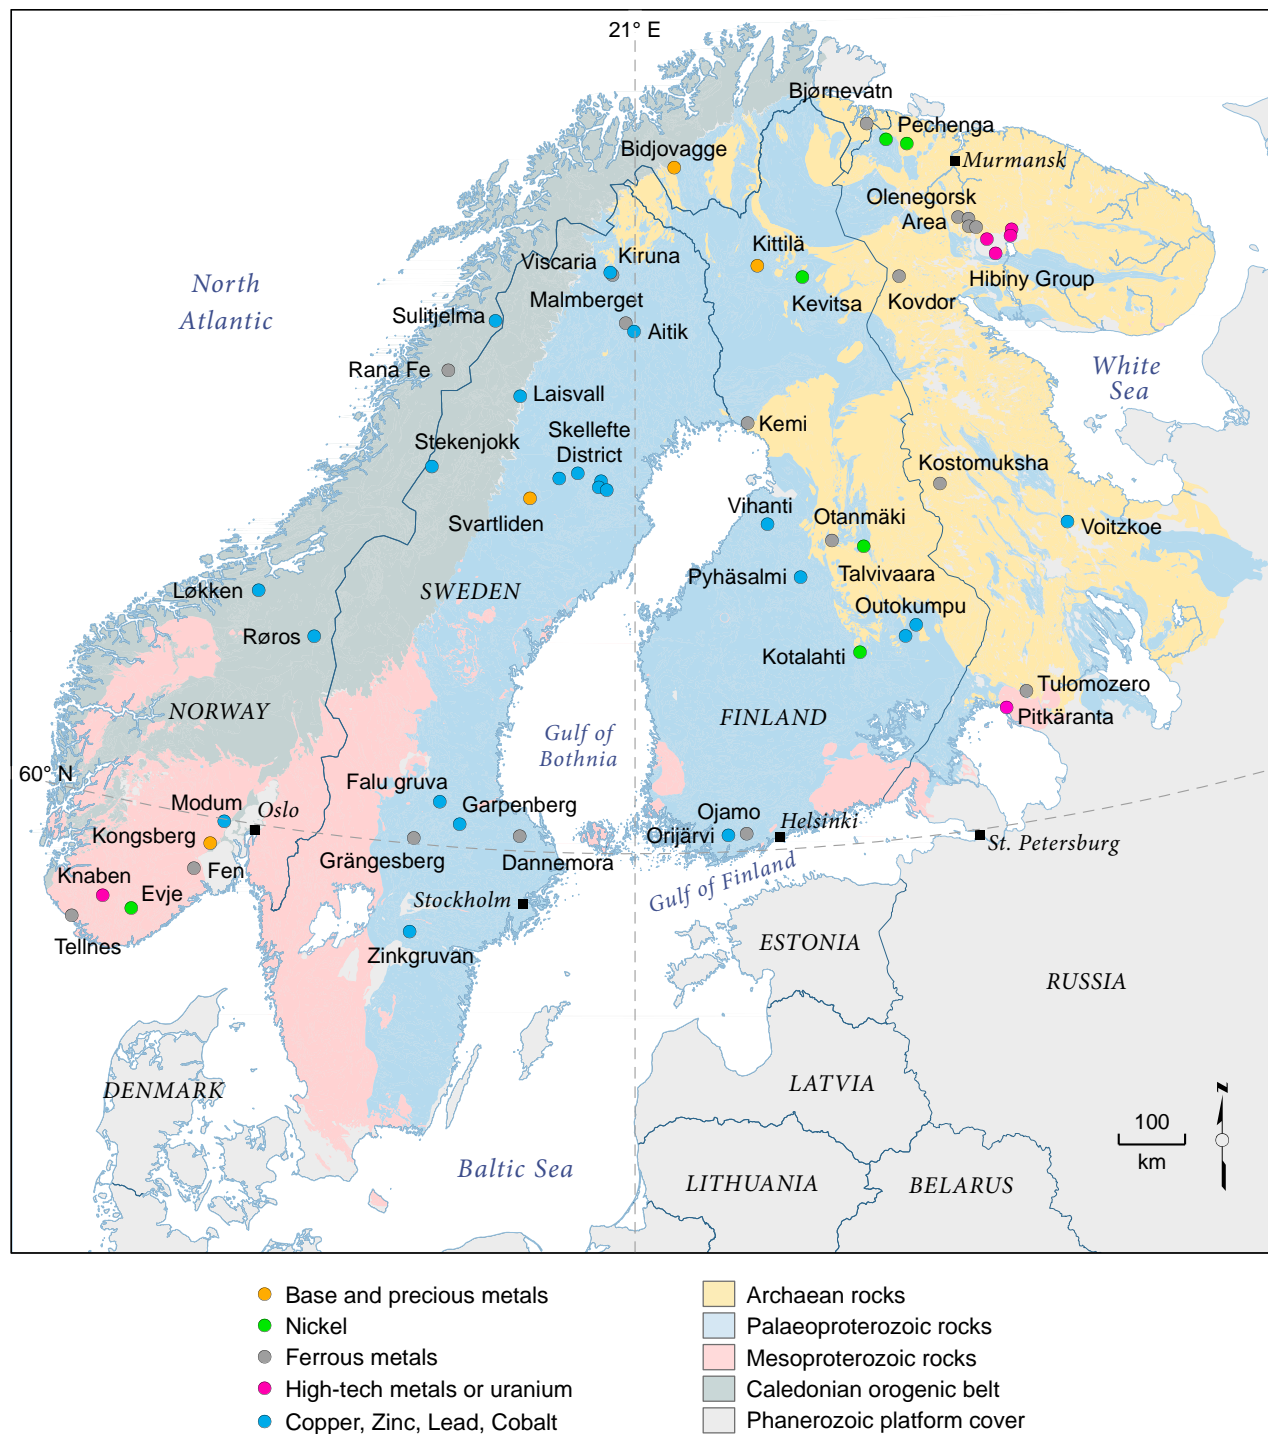 21° E
Bjørnevatn
Pechenga
Bidjovagge
Murmansk
Olenegorsk
Area
Kittilä
Viscaria
Kiruna
Hibiny Group
North
Atlantic
Malmberget
Kevitsa
Kovdor
Sulitjelma
Aitik
Rana Fe
White
Sea
Laisvall
Stekenjokk
Skellefte
District
Kemi
Kostomuksha
Svartliden
Vihanti
Otanmäki
Voitzkoe
Løkken
SWEDEN
Pyhäsalmi
Talvivaara
Outokumpu
Røros
Kotalahti
Tulomozero
NORWAY
FINLAND
Pitkäranta
Gulf of
Bothnia
60° N
Falu gruva
Modum
Oslo
Garpenberg
Ojamo
Helsinki
Kongsberg
Orijärvi
St. Petersburg
Grängesberg
Dannemora
Fen
Knaben
Evje
Gulf of Finland
Stockholm
Tellnes
Zinkgruvan
ESTONIA
RUSSIA
DENMARK
LATVIA
N
100
km
Baltic Sea
LITHUANIA
BELARUS
Base and precious metals
Nickel
Ferrous metals
High-tech metals or uranium
Copper, Zinc, Lead, Cobalt
Archaean rocks
Palaeoproterozoic rocks
Mesoproterozoic rocks
Caledonian orogenic belt
Phanerozoic platform cover